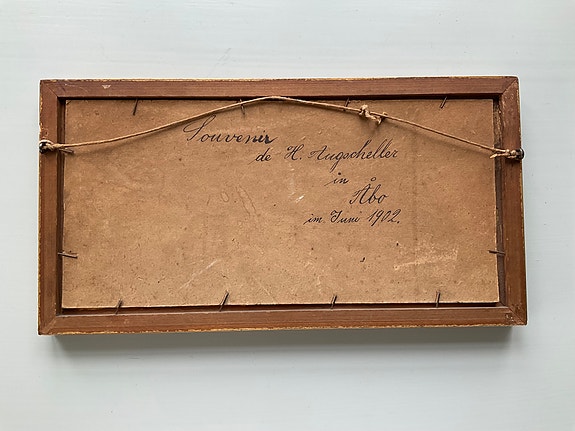 Souvenir
de H. Augscheller
in
Åbo
im Juni 1902.